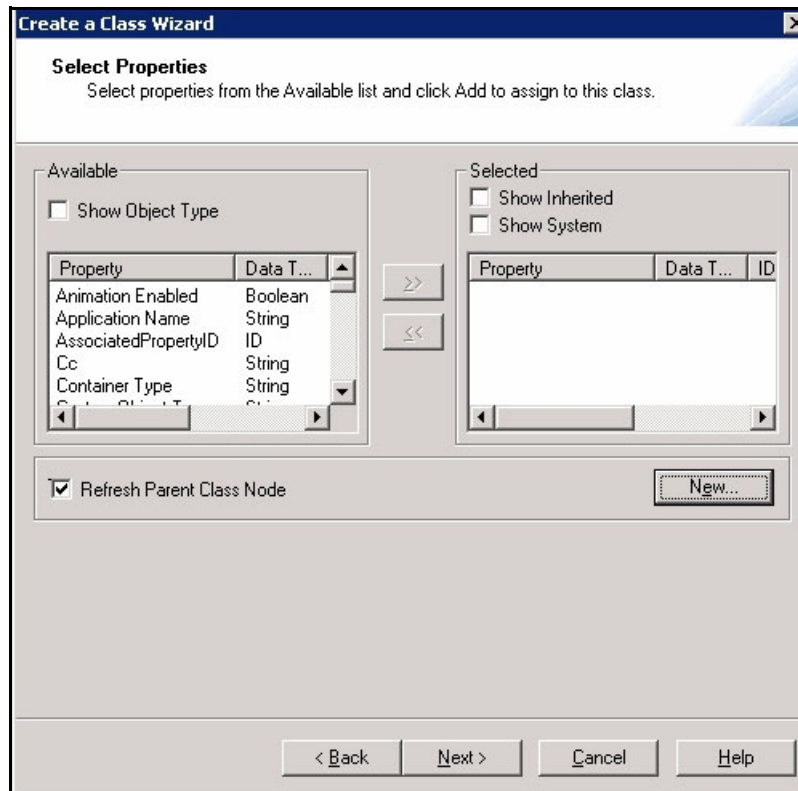 Create a Class Wizard
Select Properties
Select properties from the Available list and click Add to assign to this class.
Available
Show Object Type
Property Data T...
Animation Enabled Boolean
Application Name String
AssociatedPropertyID ID
Cc String
Container Type String
>>
<<
Selected
Show Inherited
Show System
Property Data T... ID
Refresh Parent Class Node
New...
< Back
Next >
Cancel
Help